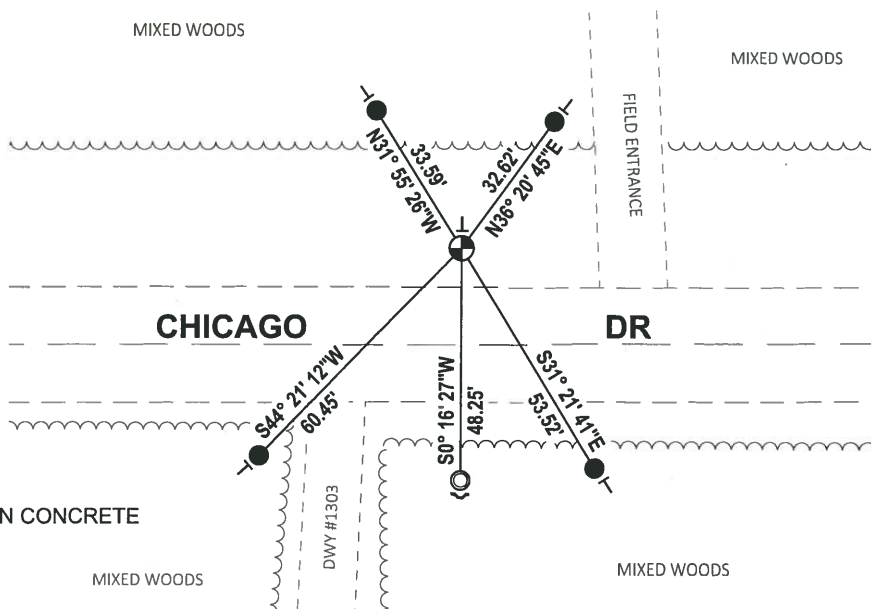 MIXED WOODS
MIXED WOODS
FIELD ENTRANCE
33.59'
N31° 55' 26"W
32.62'
N36° 20' 45"E
CHICAGO DR
S44° 21' 12"W
60.45'
S0° 16' 27"W
48.25'
S31° 21' 41"E
53.52'
DWY #1303
N CONCRETE
MIXED WOODS
MIXED WOODS